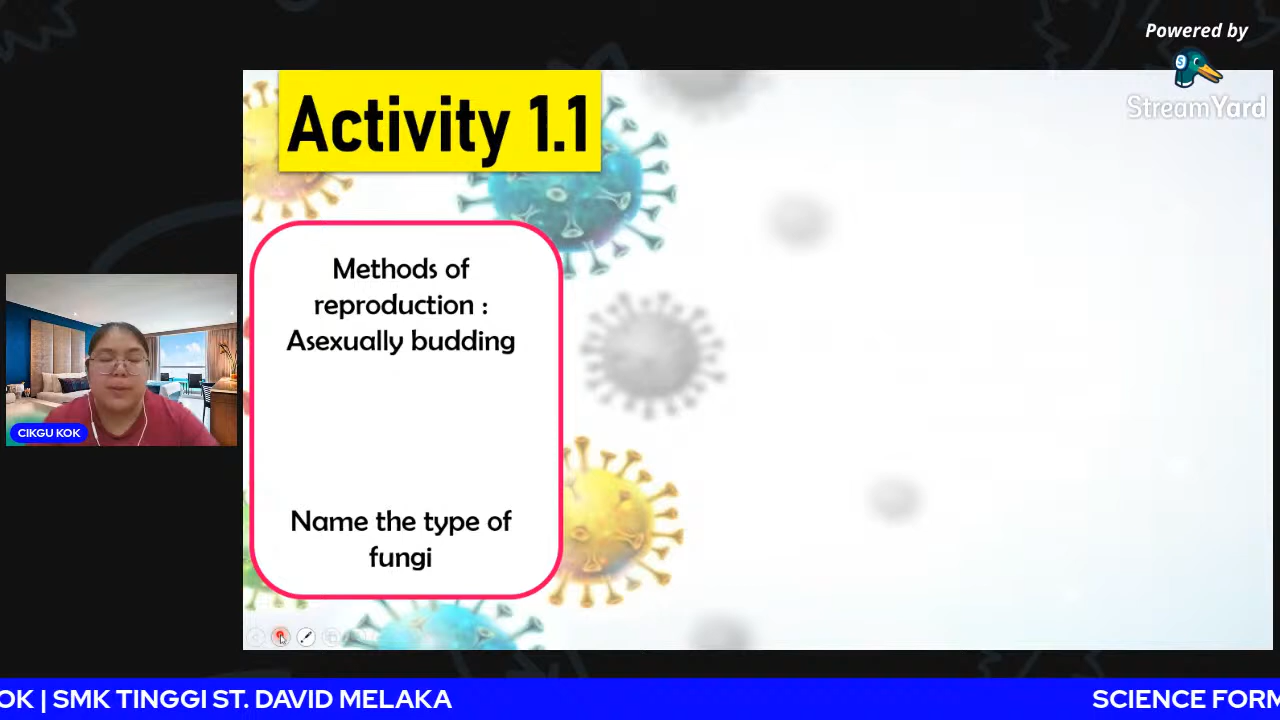 Powered by
StreamYard
Activity 1.1
Methods of
reproduction :
Asexually budding
Name the type of
fungi
CIKGU KOK
OK | SMK TINGGI ST. DAVID MELAKA
SCIENCE FORM